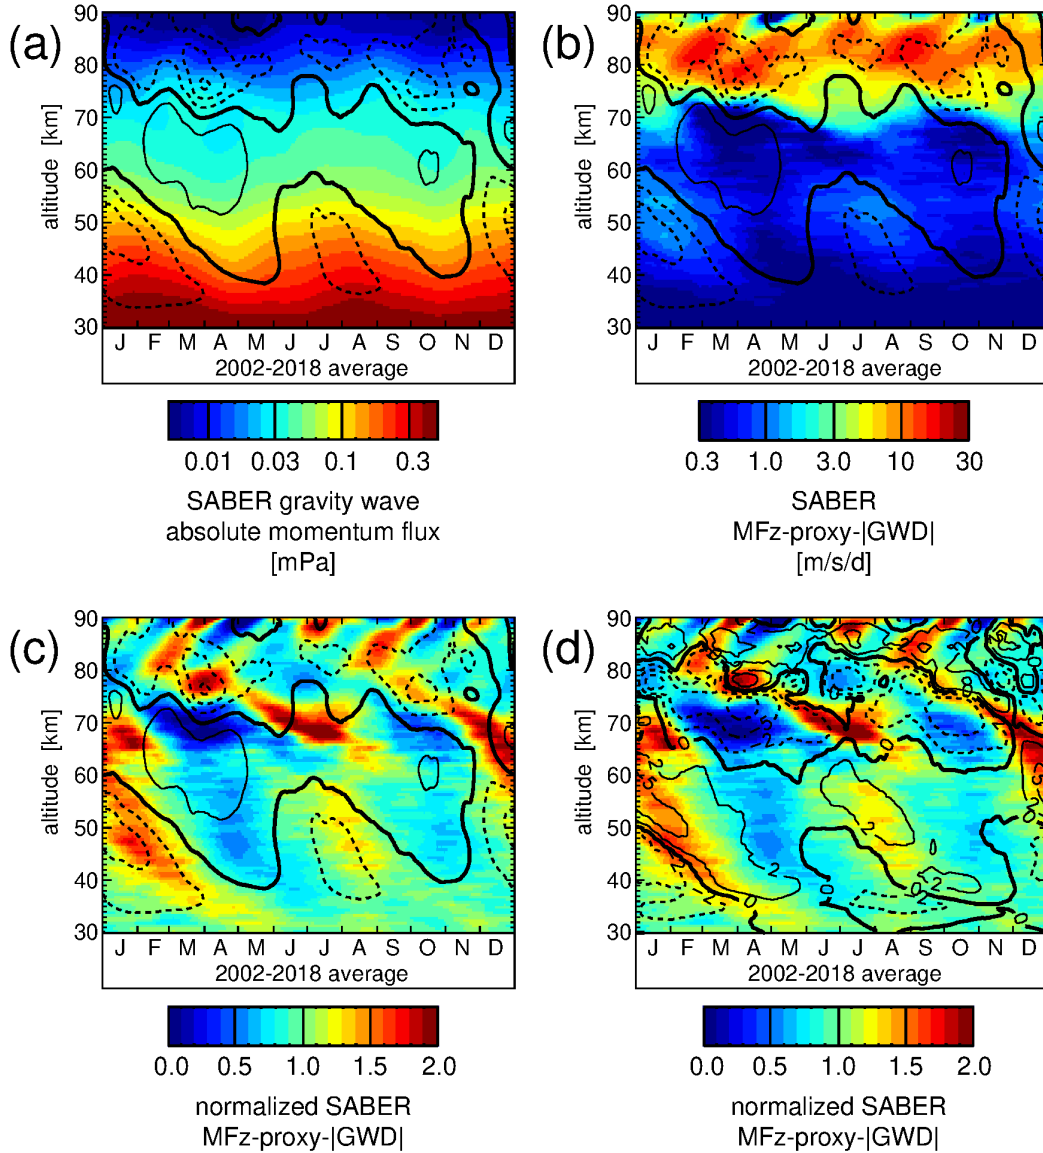 (a)
90
80
70
60
50
40
30
altitude [km]
J F M A M J J A S O N D
2002-2018 average
0.01 0.03 0.1 0.3
SABER gravity wave
absolute momentum flux
[mPa]
(b)
90
80
70
60
50
40
30
altitude [km]
J F M A M J J A S O N D
2002-2018 average
0.3 1.0 3.0 10 30
SABER
MFz-proxy-|GWD|
[m/s/d]
(c)
90
80
70
60
50
40
30
altitude [km]
J F M A M J J A S O N D
2002-2018 average
0.0 0.5 1.0 1.5 2.0
normalized SABER
MFz-proxy-|GWD|
(d)
90
80
70
60
50
40
30
altitude [km]
J F M A M J J A S O N D
2002-2018 average
0.0 0.5 1.0 1.5 2.0
normalized SABER
MFz-proxy-|GWD|